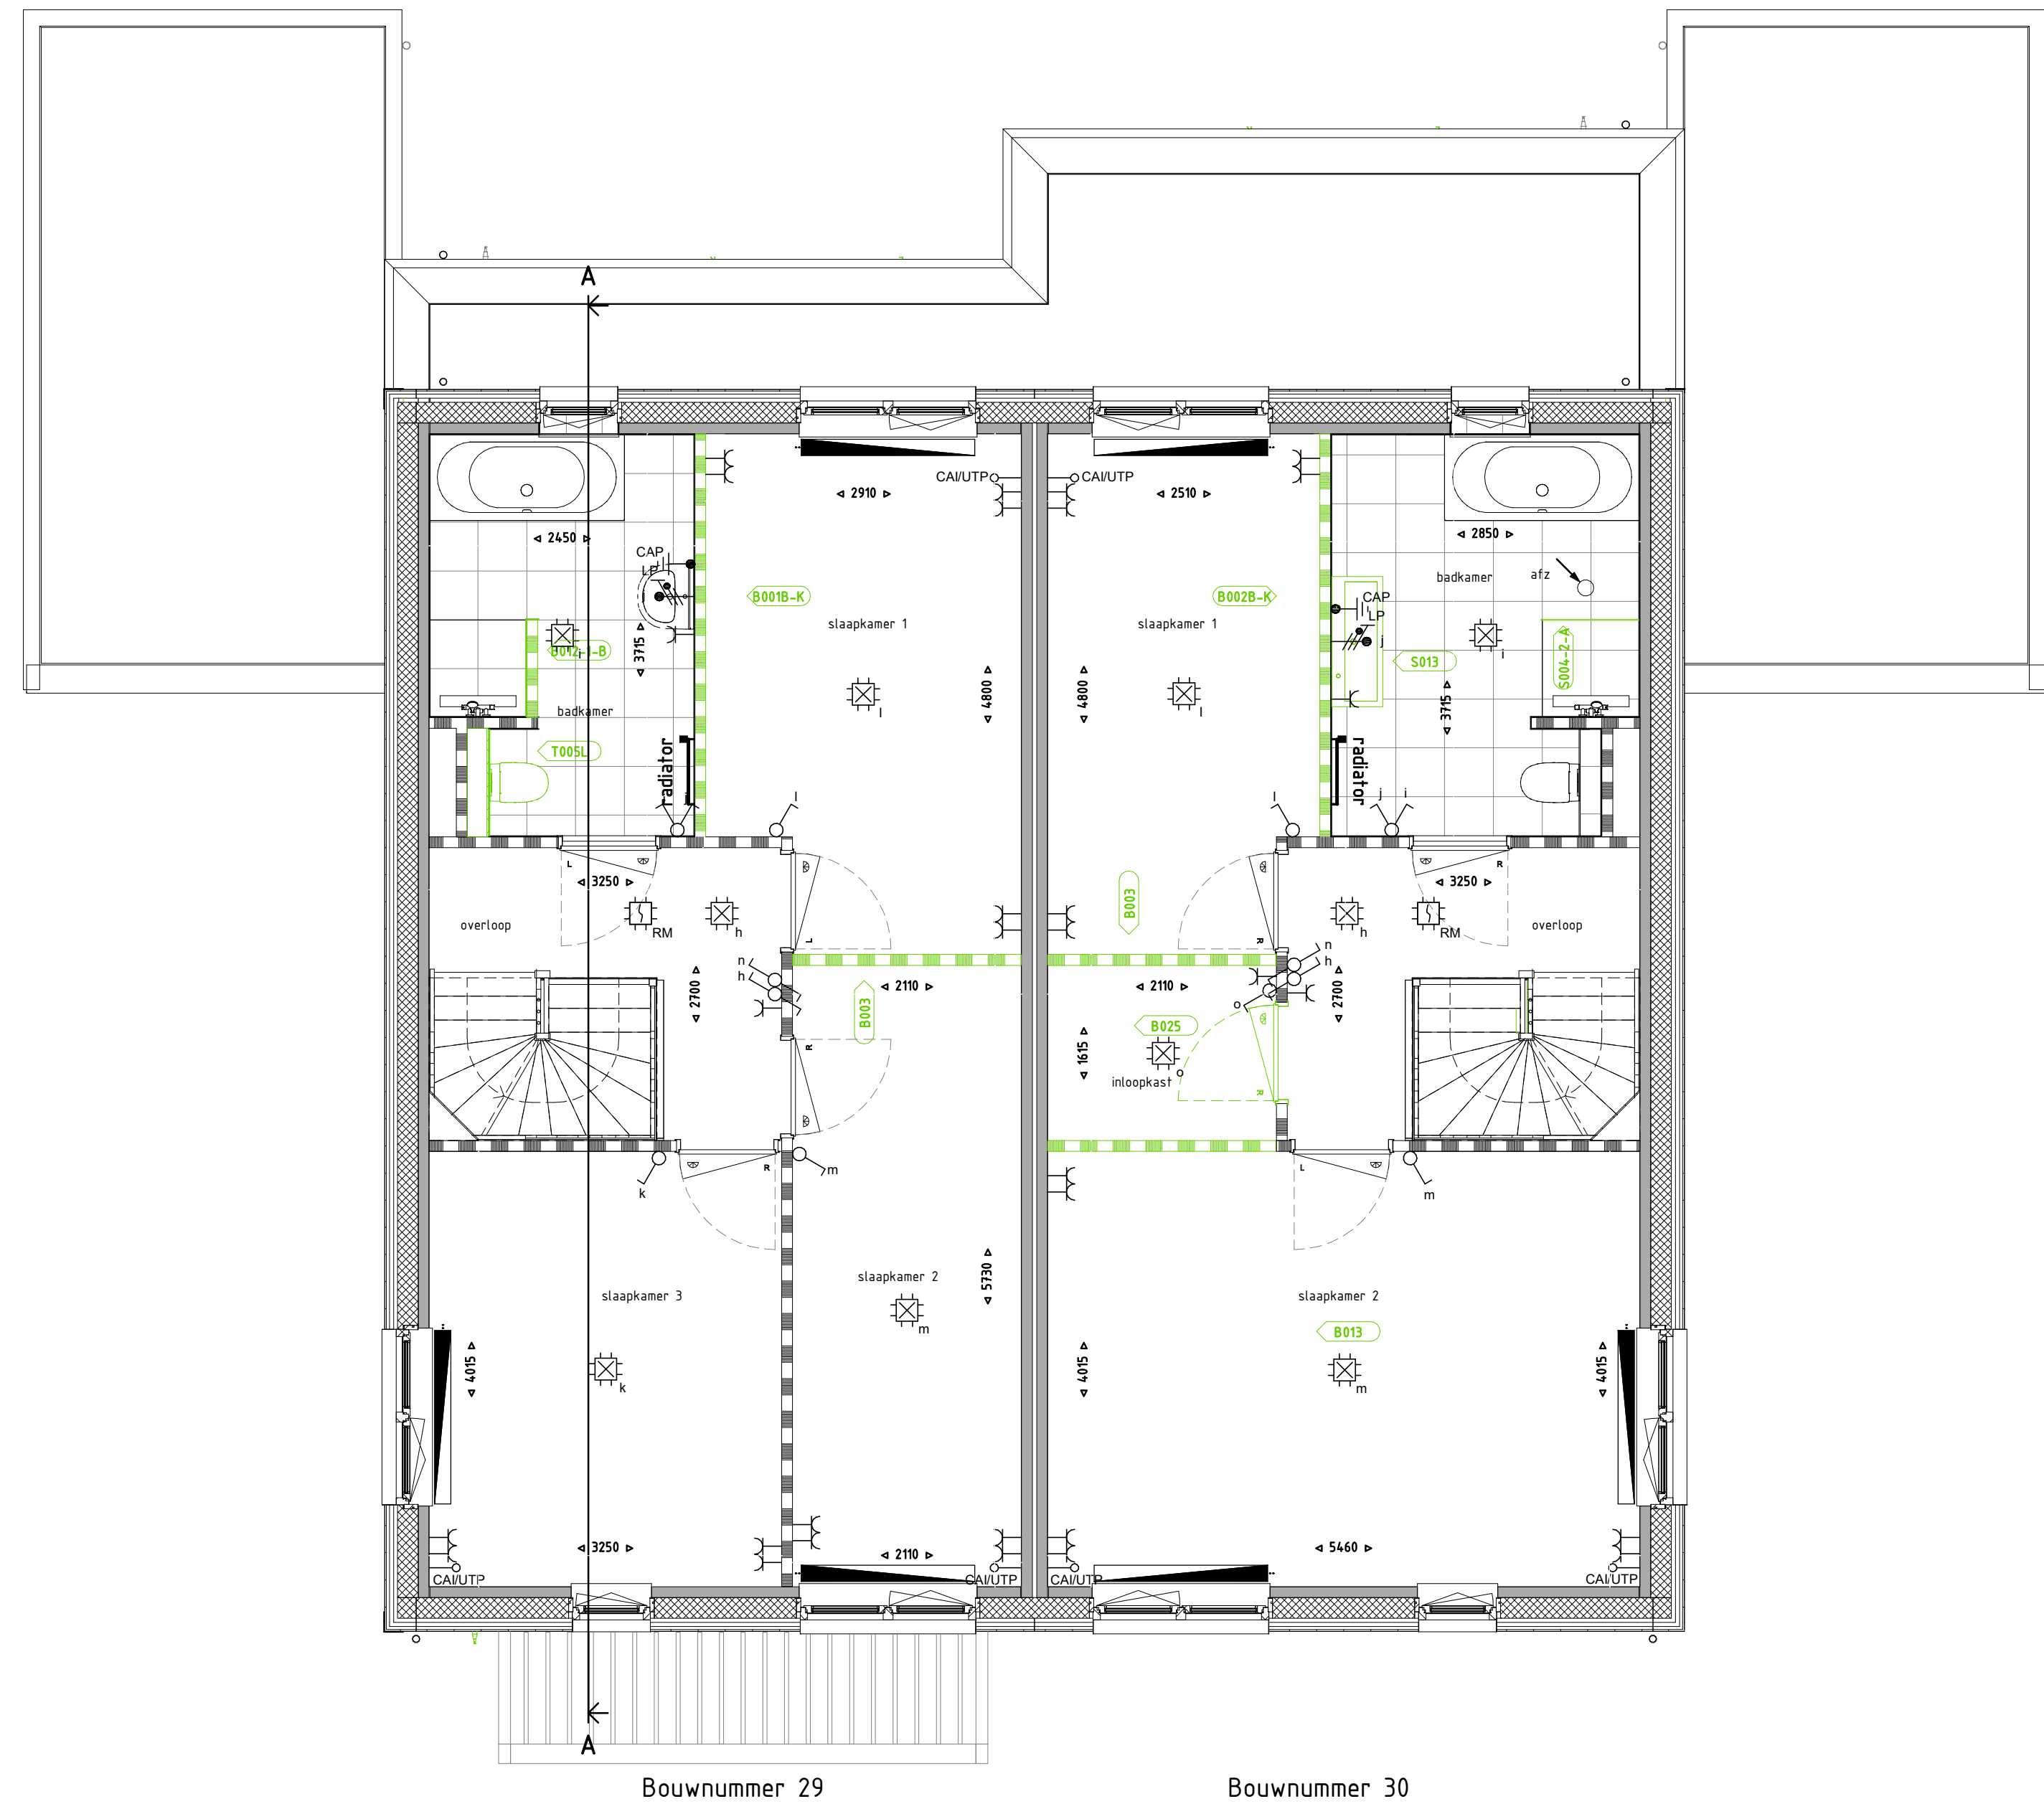 A
CAI/UTP
CAI/UTP
2910
2510
2450
2850
CAP
LP
badkamer
afz
B001B-K
B002B-K
CAP
LP
j
slaapkamer 1
slaapkamer 1
3715
B012-1-B
i
i
S013
S004-2-A
4800
4800
3715
l
l
badkamer
T005L
radiator
radiator
j
l
l
j
i
L
R
3250
3250
B003
overloop
RM
h
L
R
h
RM
overloop
n
h
n
h
2700
2110
2110
2700
B003
o
B025
R
1615
o
inloopkast
R
R
m
L
k
m
slaapkamer 2
5730
slaapkamer 3
slaapkamer 2
m
B013
4015
4015
4015
k
m
3250
2110
5460
CAI/UTP
CAI/UTP
CAI/UTP
CAI/UTP
A
Bouwnummer 29
Bouwnummer 30